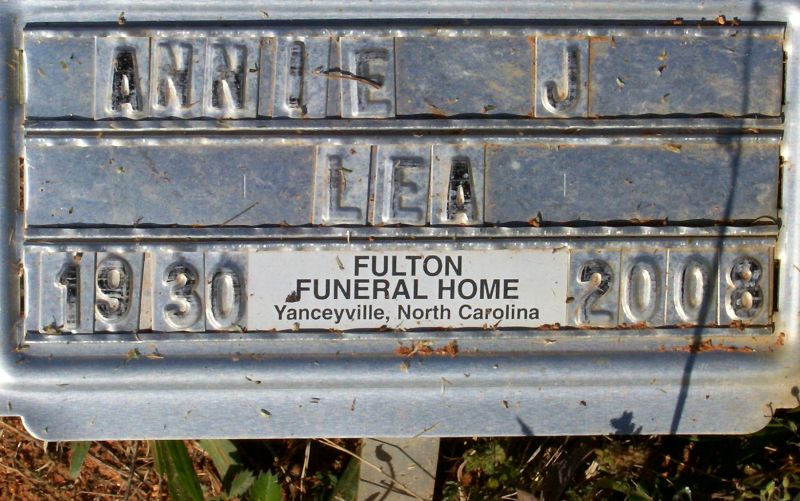 ANNIE J
LEA
1930 FULTON 2008
FUNERAL HOME
Yanceyville, North Carolina